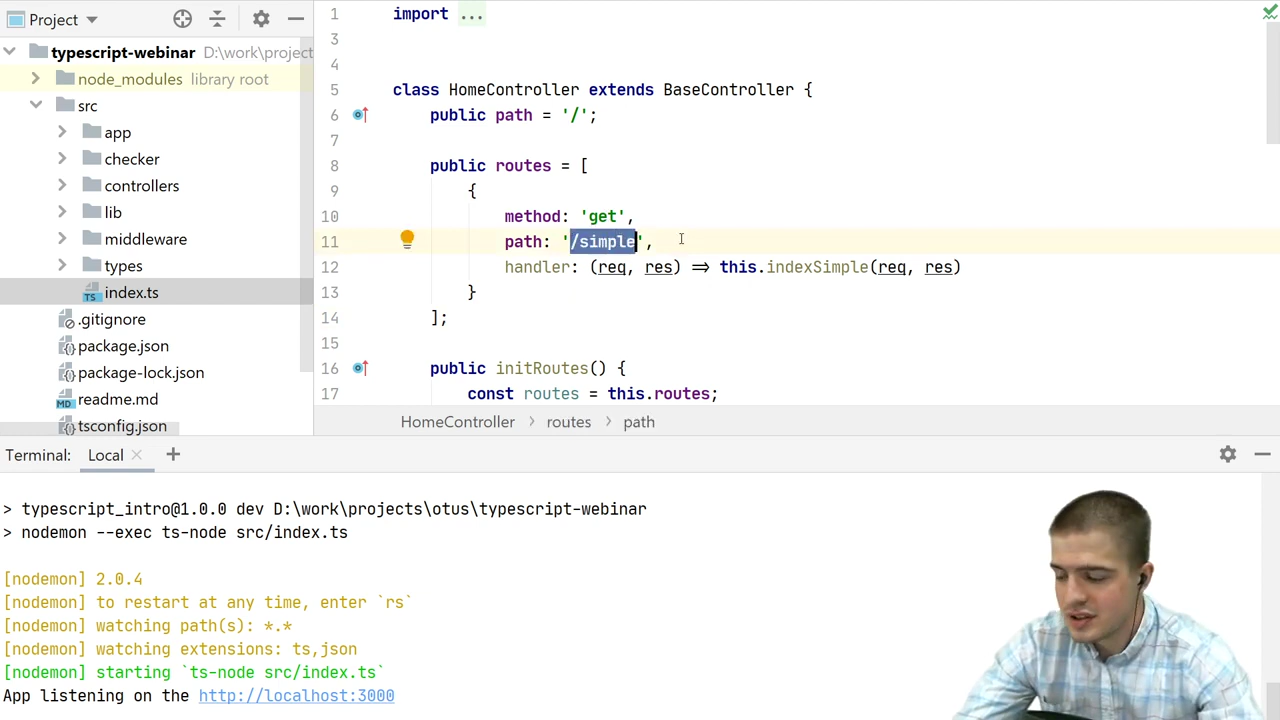 Project
typescript-webinar D:\work\project
node_modules library root
src
app
checker
controllers
lib
middleware
types
TS index.ts
.gitignore
package.json
package-lock.json
MD readme.md
tsconfig.json
1 import ...
3
4
5 class HomeController extends BaseController {
6 public path = '/';
7
8 public routes = [
9 {
10 method: 'get',
11 path: '/simple',
12 handler: (req, res) => this.indexSimple(req, res)
13 }
14 ];
15
16 public initRoutes() {
17 const routes = this.routes;
HomeController > routes > path
Terminal: Local × +
> typescript_intro@1.0.0 dev D:\work\projects\otus\typescript-webinar
> nodemon --exec ts-node src/index.ts
[nodemon] 2.0.4
[nodemon] to restart at any time, enter `rs`
[nodemon] watching path(s): *.*
[nodemon] watching extensions: ts,json
[nodemon] starting `ts-node src/index.ts`
App listening on the http://localhost:3000